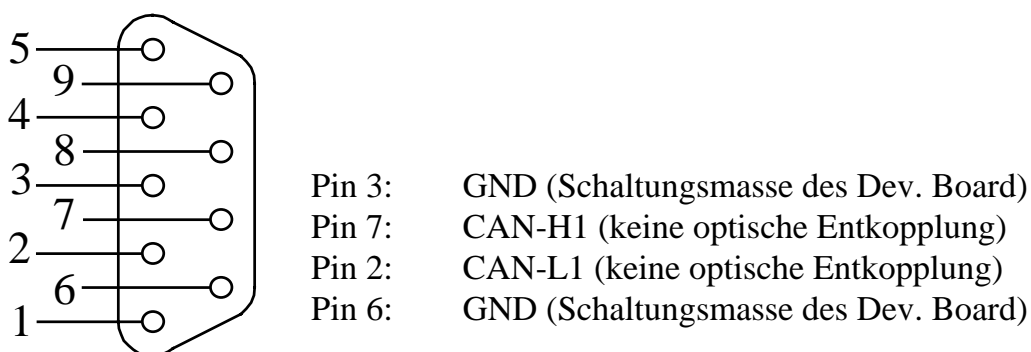 5
9
4
8
3
7
2
6
1
Pin 3: GND (Schaltungsmasse des Dev. Board)
Pin 7: CAN-H1 (keine optische Entkopplung)
Pin 2: CAN-L1 (keine optische Entkopplung)
Pin 6: GND (Schaltungsmasse des Dev. Board)